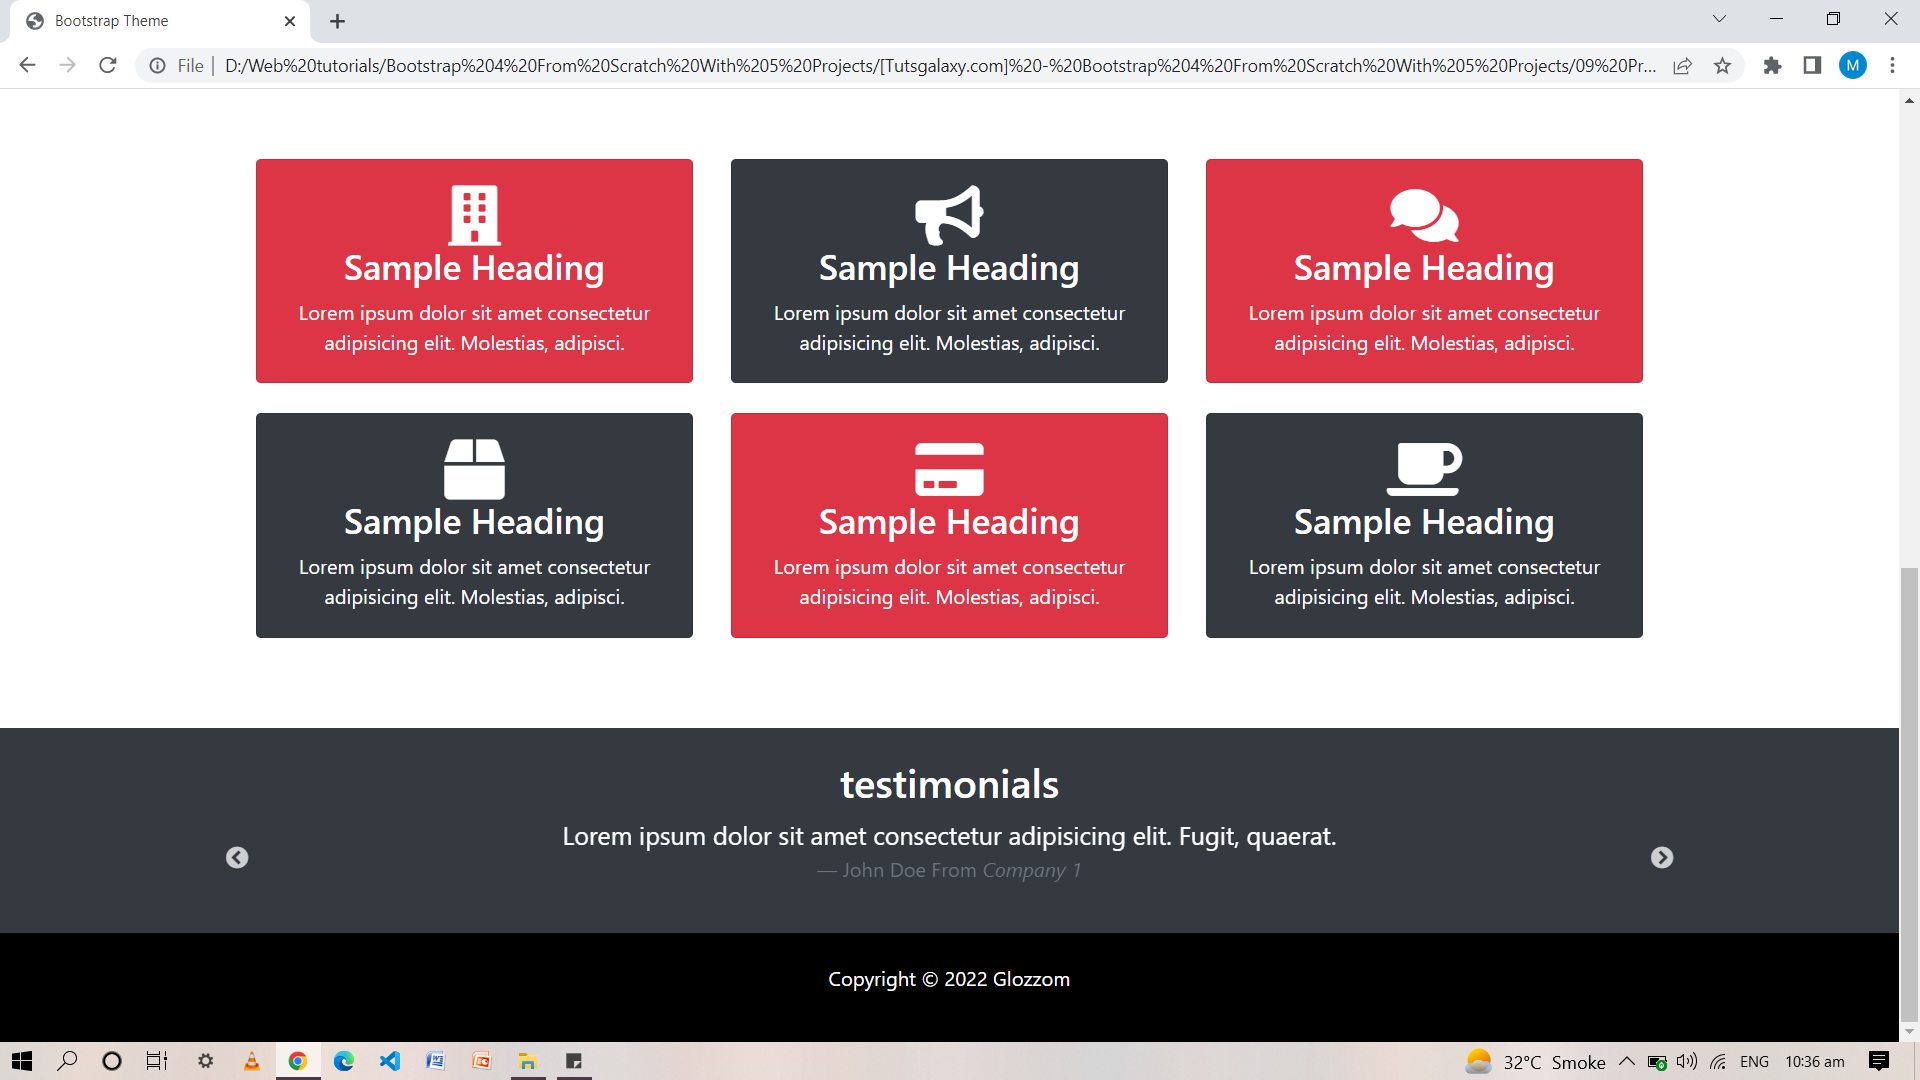 Bootstrap Theme
File
D:/Web%20tutorials/Bootstrap%204%20From%20Scratch%20With%205%20Projects/[Tutsgalaxy.com]%20-%20Bootstrap%204%20From%20Scratch%20With%205%20Projects/09%20Pr...
M
Sample Heading
Lorem ipsum dolor sit amet consectetur
adipisicing elit. Molestias, adipisci.
Sample Heading
Lorem ipsum dolor sit amet consectetur
adipisicing elit. Molestias, adipisci.
Sample Heading
Lorem ipsum dolor sit amet consectetur
adipisicing elit. Molestias, adipisci.
Sample Heading
Lorem ipsum dolor sit amet consectetur
adipisicing elit. Molestias, adipisci.
Sample Heading
Lorem ipsum dolor sit amet consectetur
adipisicing elit. Molestias, adipisci.
Sample Heading
Lorem ipsum dolor sit amet consectetur
adipisicing elit. Molestias, adipisci.
testimonials
Lorem ipsum dolor sit amet consectetur adipisicing elit. Fugit, quaerat.
— John Doe From Company 1
Copyright © 2022 Glozzom
32°C Smoke
ENG
10:36 am